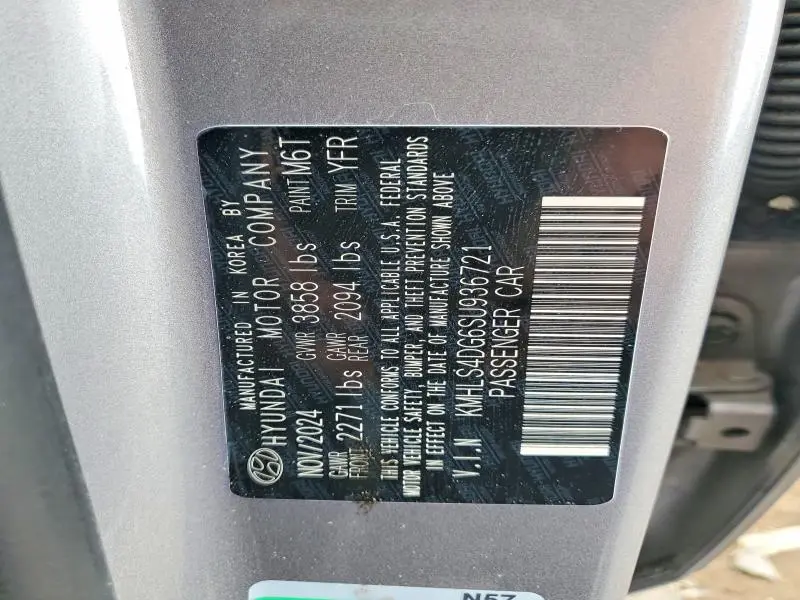 MANUFACTURED IN KOREA BY
HYUNDAI MOTOR COMPANY
NOV/2024 GVWR 3858 lbs PAINT M6T
GAWR FRONT 2271 lbs GAWR REAR 2094 lbs TRIM YFR
THIS VEHICLE CONFORMS TO ALL APPLICABLE U.S.A. FEDERAL
MOTOR VEHICLE SAFETY, BUMPER, AND THEFT PREVENTION STANDARDS
IN EFFECT ON THE DATE OF MANUFACTURE SHOWN ABOVE
V.I.N KMHLS4DG6SU936721
PASSENGER CAR